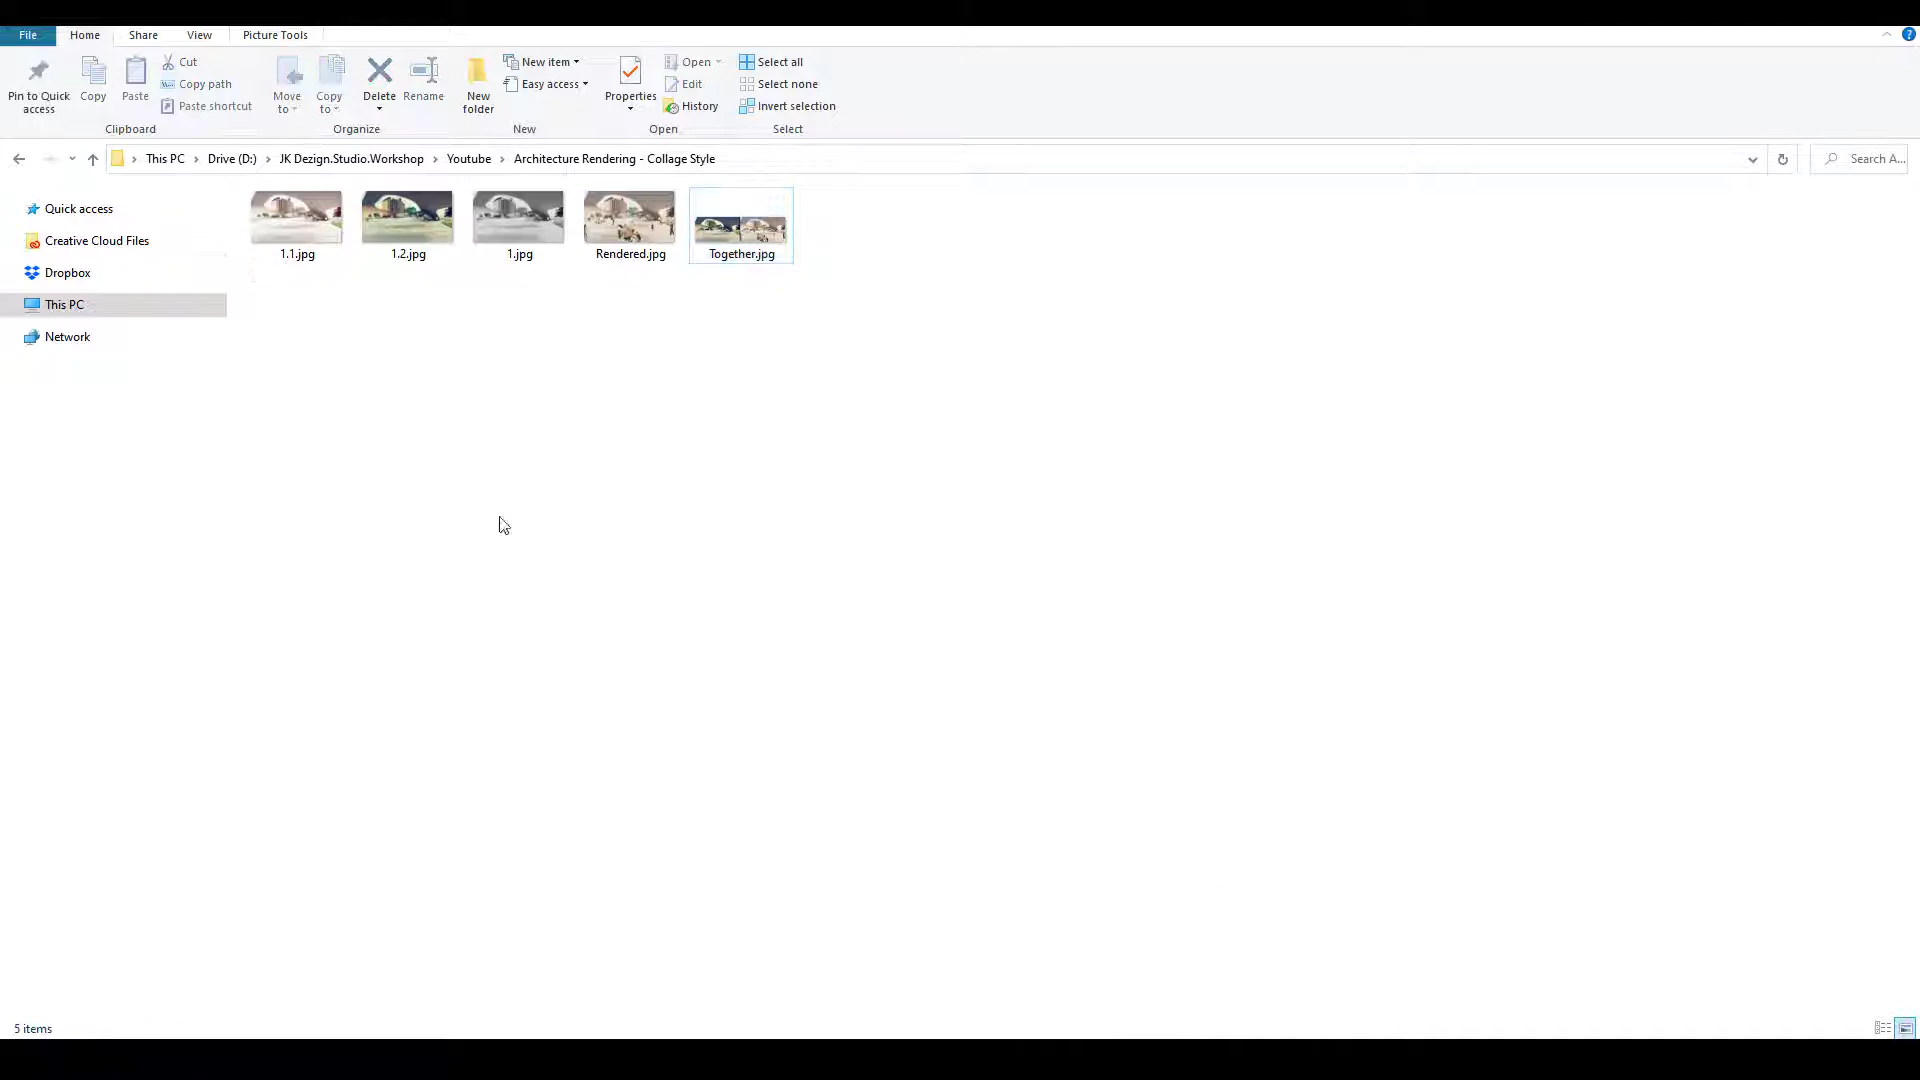 File Home Share View Picture Tools
Pin to Quick access
Copy
Paste
Cut
Copy path
Paste shortcut
Clipboard
Move to
Copy to
Delete
Rename
Organize
New folder
New item
Easy access
New
Properties
Open
Edit
History
Open
Select all
Select none
Invert selection
Select
This PC > Drive (D:) > JK Dezign.Studio.Workshop > Youtube > Architecture Rendering - Collage Style
Search A...
Quick access
Creative Cloud Files
Dropbox
This PC
Network
1.1.jpg
1.2.jpg
1.jpg
Rendered.jpg
Together.jpg
5 items